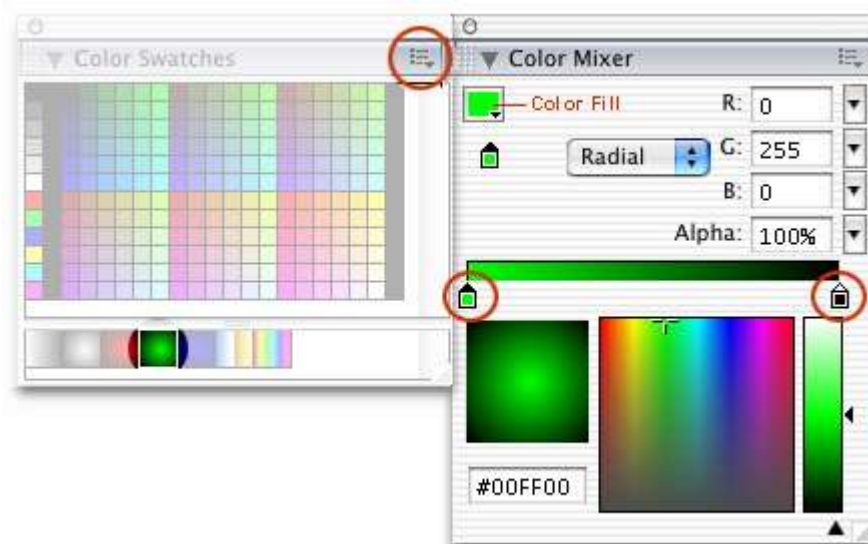 Color Swatches
Color Mixer
Color Fill
R: 0
Radial
G: 255
B: 0
Alpha: 100%
#00FF00